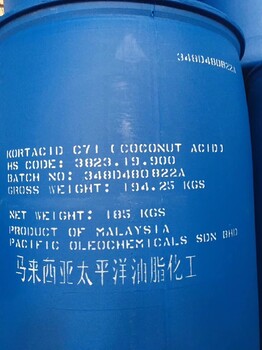 348D480822A
KORTACID C71 (COCONUT ACID)
HS CODE: 3823.19.900
BATCH NO: 348D480822A
GROSS WEIGHT: 194.25 KGS
NET WEIGHT: 185 KGS
PRODUCT OF MALAYSIA
PACIFIC OLEOCHEMICALS SDN BHD
马来西亚太平洋油脂化工